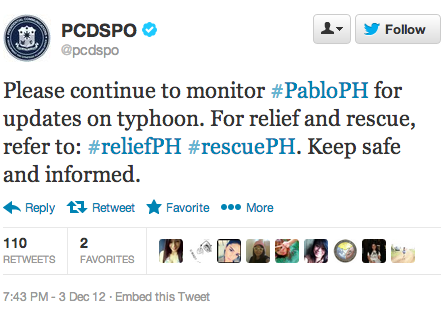 PCDSPO
@pcdspo
Follow
Please continue to monitor #PabloPH for
updates on typhoon. For relief and rescue,
refer to: #reliefPH #rescuePH. Keep safe
and informed.
Reply Retweet Favorite More
110 2
RETWEETS FAVORITES
7:43 PM - 3 Dec 12 · Embed this Tweet